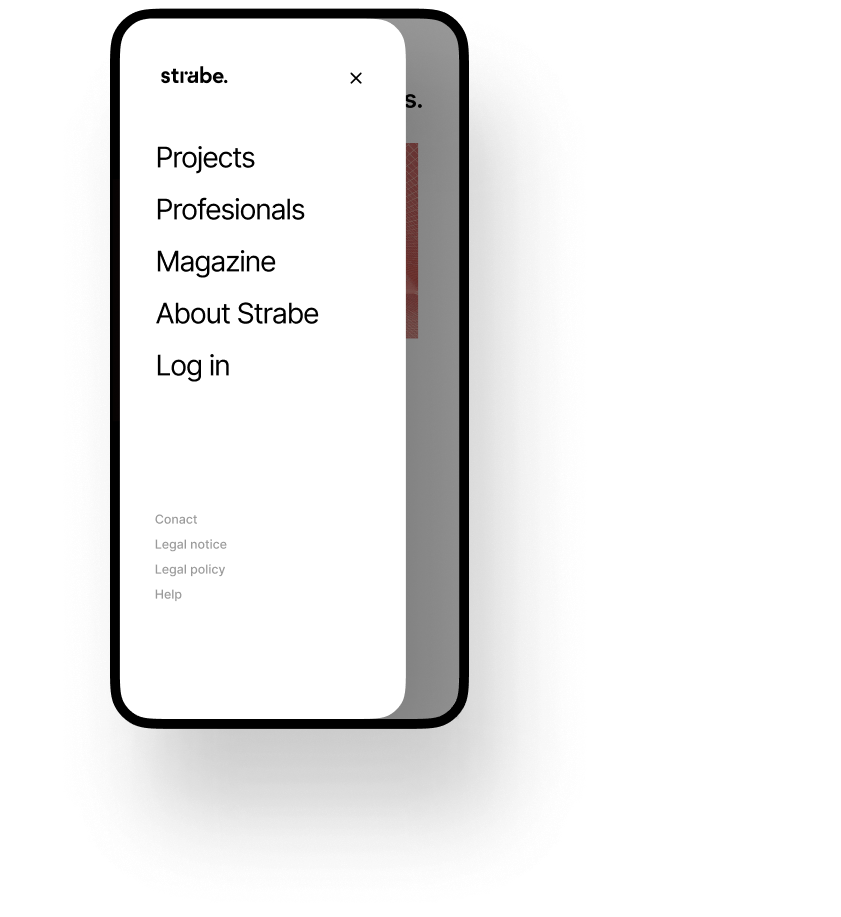 strabe.
s.
Projects
Profesionals
Magazine
About Strabe
Log in
Conact
Legal notice
Legal policy
Help